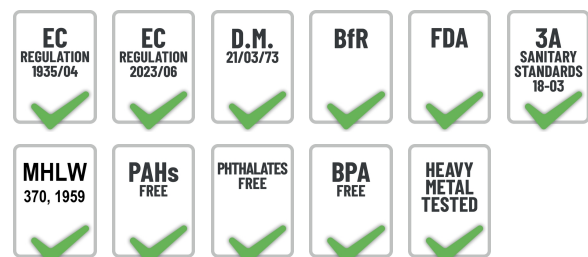 EC
REGULATION
1935/04
EC
REGULATION
2023/06
D.M.
21/03/73
BfR
FDA
3A
SANITARY
STANDARDS
18-03
MHLW
370, 1959
PAHs
FREE
PHTHALATES
FREE
BPA
FREE
HEAVY
METAL
TESTED